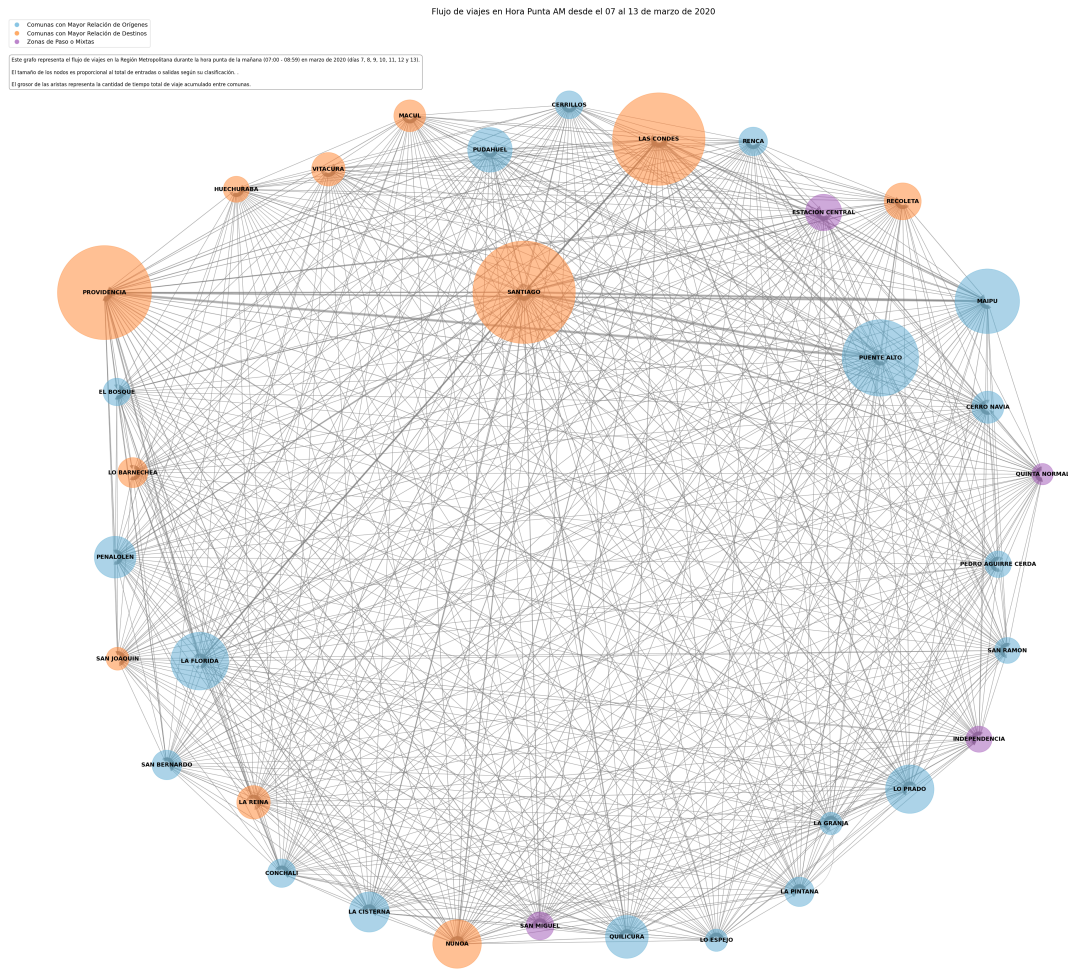 Flujo de viajes en Hora Punta AM desde el 07 al 13 de marzo de 2020
Comunas con Mayor Relación de Orígenes
Comunas con Mayor Relación de Destinos
Zonas de Paso o Mixtas
Este grafo representa el flujo de viajes en la Región Metropolitana durante la hora punta de la mañana (07:00 - 08:59) en marzo de 2020 (días 7, 8, 9, 10, 11, 12 y 13).
El tamaño de los nodos es proporcional al total de entradas o salidas según su clasificación. .
El grosor de las aristas representa la cantidad de tiempo total de viaje acumulado entre comunas.
CERRILLOS
MACUL
LAS CONDES
RENCA
PUDAHUEL
VITACURA
HUECHURABA
RECOLETA
ESTACION CENTRAL
PROVIDENCIA
SANTIAGO
MAIPU
PUENTE ALTO
EL BOSQUE
CERRO NAVIA
LO BARNECHEA
QUINTA NORMAL
PENALOLEN
PEDRO AGUIRRE CERDA
SAN RAMON
SAN JOAQUIN
LA FLORIDA
INDEPENDENCIA
SAN BERNARDO
LO PRADO
LA REINA
LA GRANJA
CONCHALI
LA PINTANA
LA CISTERNA
SAN MIGUEL
QUILICURA
LO ESPEJO
NUNOA